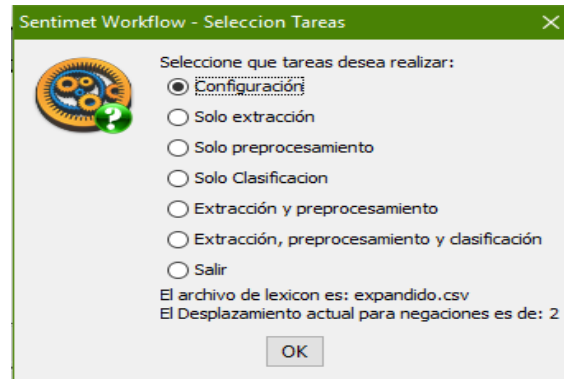 Sentimet Workflow - Seleccion Tareas
Seleccione que tareas desea realizar:
Configuración
Solo extracción
Solo preprocesamiento
Solo Clasificacion
Extracción y preprocesamiento
Extracción, preprocesamiento y clasificación
Salir
El archivo de lexicon es: expandido.csv
El Desplazamiento actual para negaciones es de: 2
OK